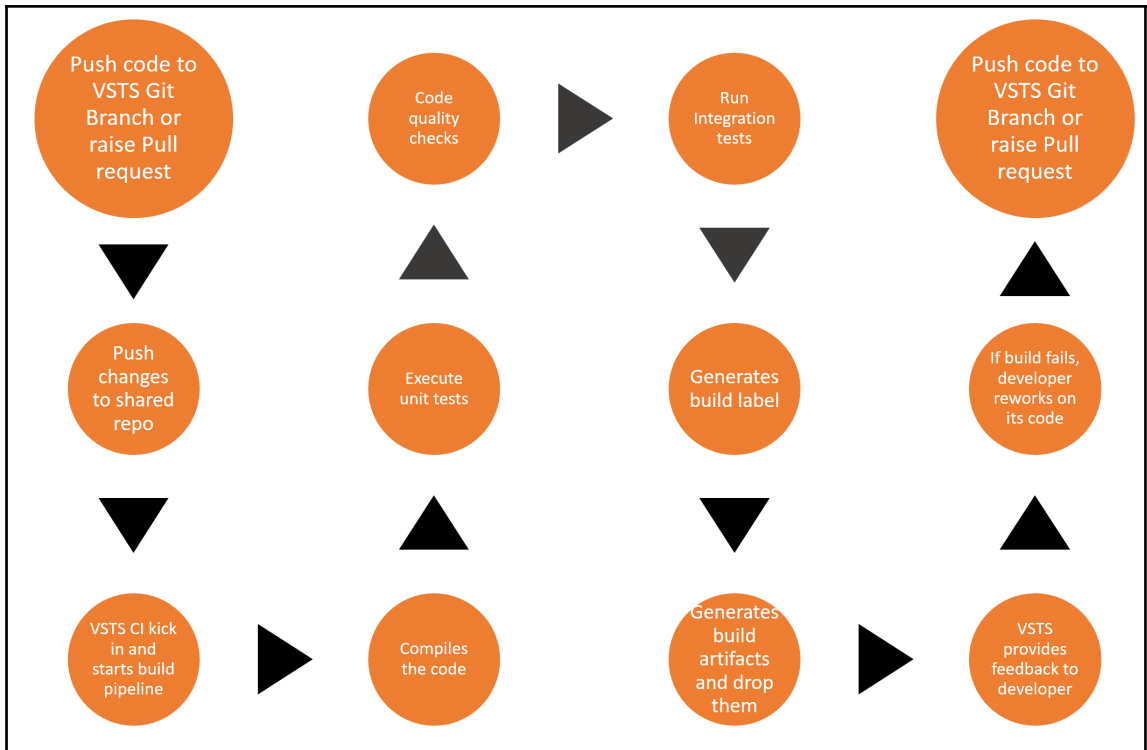 Push code to
VSTS Git
Branch or
raise Pull
request
Push
changes
to shared
repo
VSTS CI kick
in and
starts build
pipeline
Compiles
the code
Execute
unit tests
Code
quality
checks
Run
Integration
tests
Generates
build label
Generates
build
artifacts
and drop
them
VSTS
provides
feedback to
developer
If build fails,
developer
reworks on
its code
Push code to
VSTS Git
Branch or
raise Pull
request